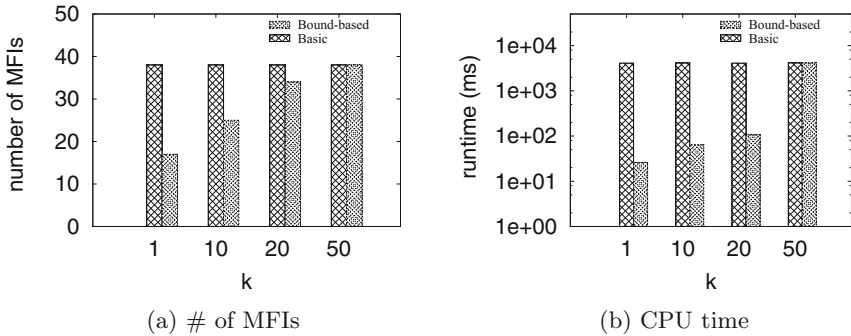 number of MFIs
50
40
30
20
10
0
Bound-based
Basic
1 10 20 50
k
(a) # of MFIs
runtime (ms)
1e+04
1e+03
1e+02
1e+01
1e+00
Bound-based
Basic
1 10 20 50
k
(b) CPU time